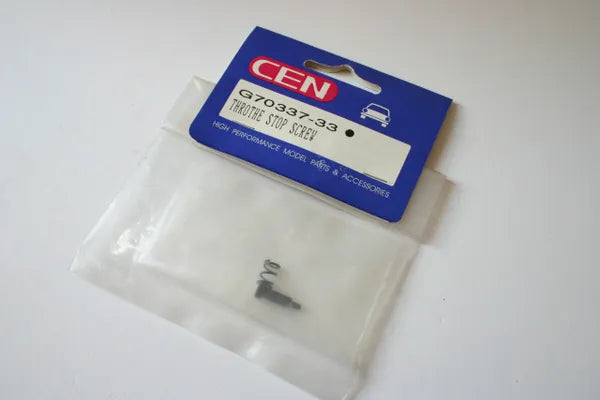 CEN
G70337-33
THROTHE STOP SCREW
HIGH PERFORMANCE MODEL PARTS & ACCESSORIES